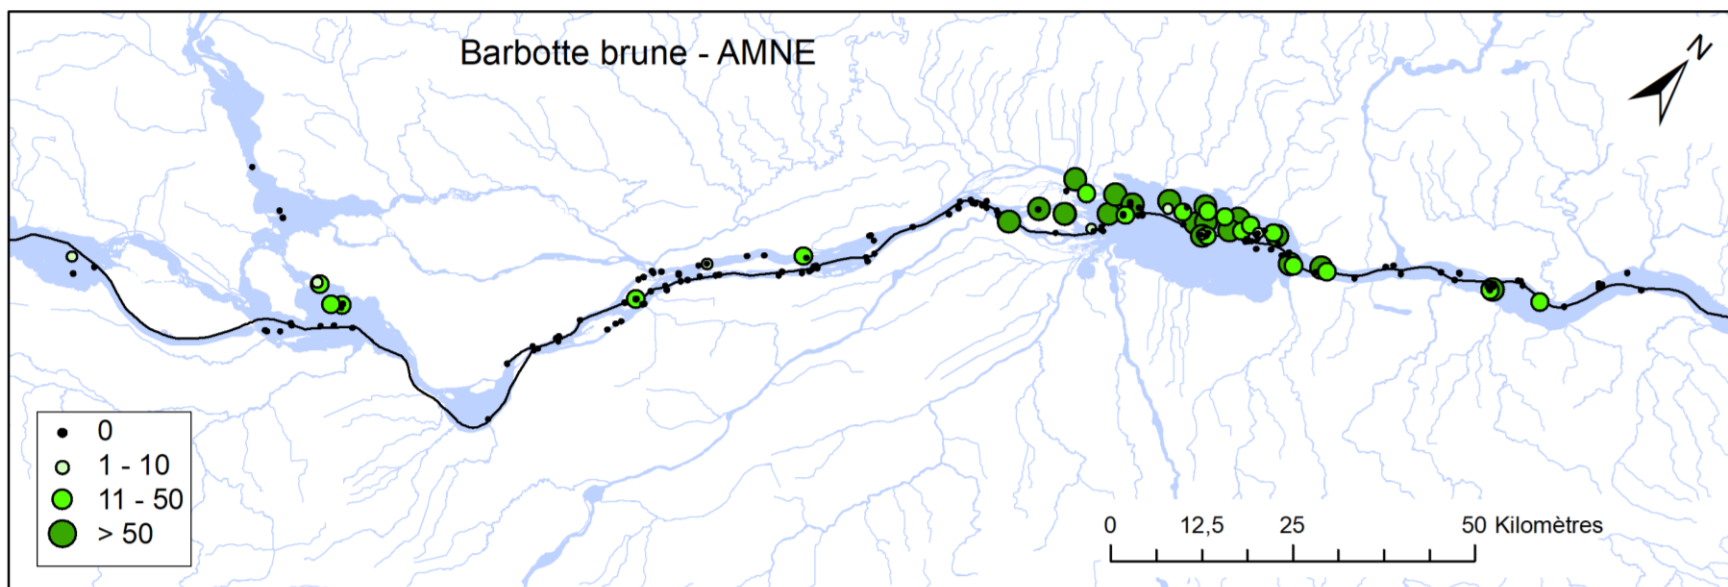 Barbotte brune - AMNE
N
0
1 - 10
11 - 50
> 50
0 12,5 25 50 Kilomètres